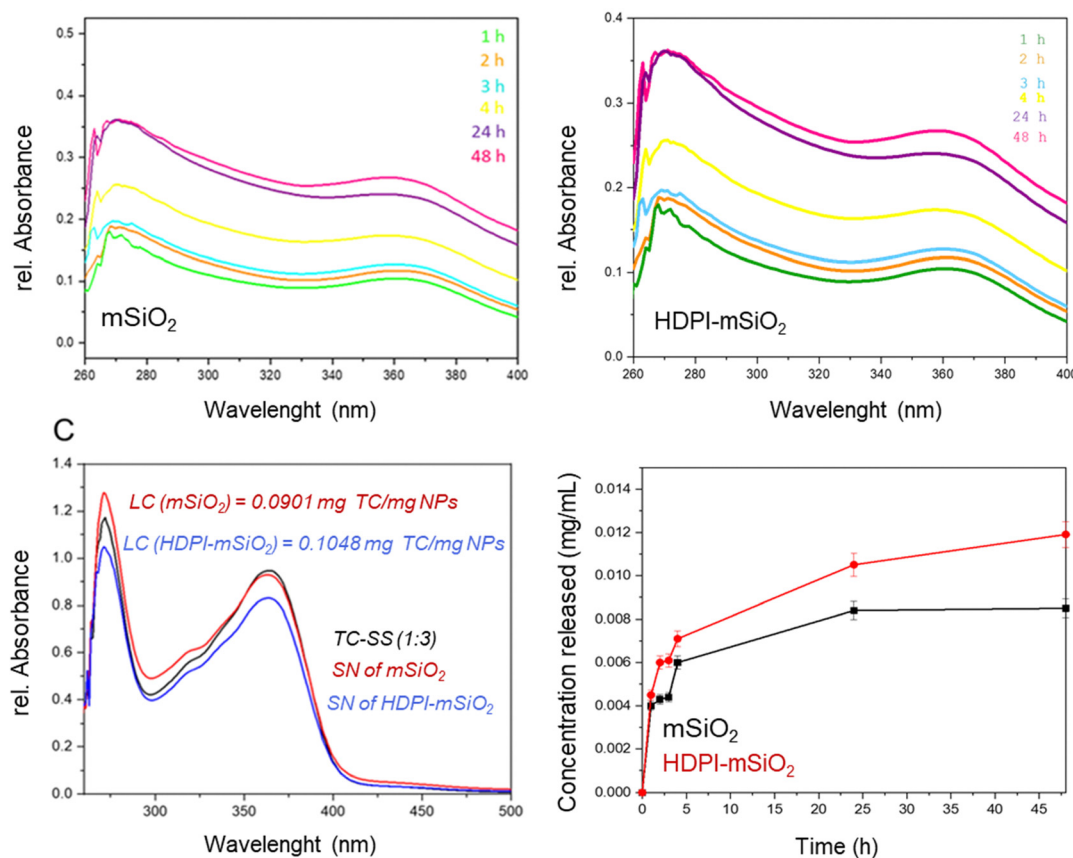 rel. Absorbance
0.5
0.4
0.3
0.2
0.1
0.0
1 h
2 h
3 h
4 h
24 h
48 h
mSiO₂
260 280 300 320 340 360 380 400
Wavelenght (nm)
rel. Absorbance
0.4
0.3
0.2
0.1
0.0
1 h
2 h
3 h
4 h
24 h
48 h
HDPI-mSiO₂
260 280 300 320 340 360 380 400
Wavelenght (nm)
C
rel. Absorbance
1.4
1.2
1.0
0.8
0.6
0.4
0.2
0.0
LC (mSiO₂) = 0.0901 mg TC/mg NPs
LC (HDPI-mSiO₂) = 0.1048 mg TC/mg NPs
TC-SS (1:3)
SN of mSiO₂
SN of HDPI-mSiO₂
300 350 400 450 500
Wavelenght (nm)
Concentration released (mg/mL)
0.014
0.012
0.010
0.008
0.006
0.004
0.002
0.000
mSiO₂
HDPI-mSiO₂
0 5 10 15 20 25 30 35 40 45
Time (h)